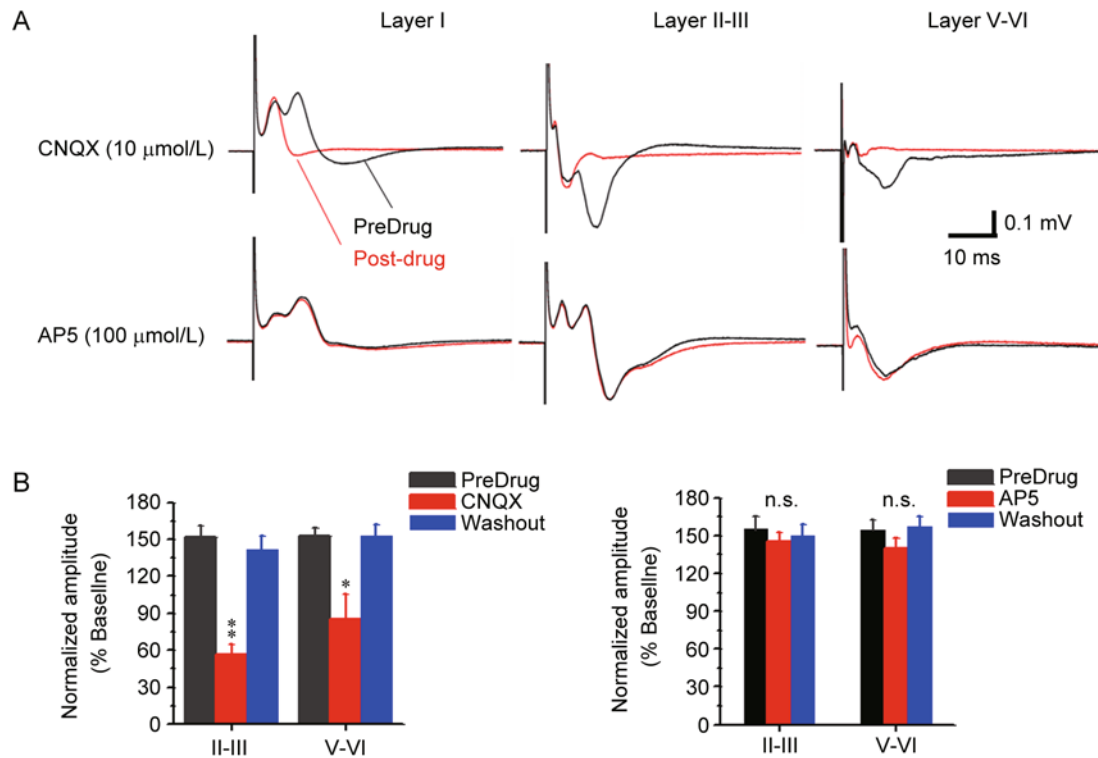 A
Layer I
Layer II-III
Layer V-VI
CNQX (10 μmol/L)
PreDrug
Post-drug
0.1 mV
10 ms
AP5 (100 μmol/L)
B
PreDrug
CNQX
Washout
Normalized amplitude
(% Basellne)
180
150
120
90
60
30
0
**
*
II-III
V-VI
PreDrug
AP5
Washout
Normalized amplitude
(% Basellne)
180
150
120
90
60
30
0
n.s.
n.s.
II-III
V-VI